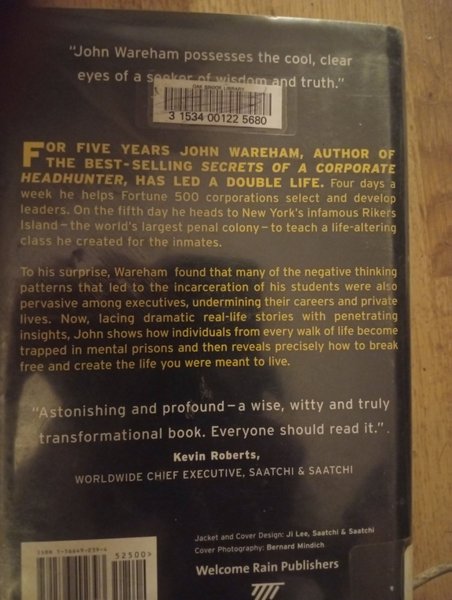 "John Wareham possesses the cool, clear
eyes of a seeker of wisdom and truth."
OAK BROOK LIBRARY
3 1534 00122 5680
FOR FIVE YEARS JOHN WAREHAM, AUTHOR OF
THE BEST-SELLING SECRETS OF A CORPORATE
HEADHUNTER, HAS LED A DOUBLE LIFE. Four days a
week he helps Fortune 500 corporations select and develop
leaders. On the fifth day he heads to New York's infamous Rikers
Island—the world's largest penal colony—to teach a life-altering
class he created for the inmates.
To his surprise, Wareham found that many of the negative thinking
patterns that led to the incarceration of his students were also
pervasive among executives, undermining their careers and private
lives. Now, lacing dramatic real-life stories with penetrating
insights, John shows how individuals from every walk of life become
trapped in mental prisons and then reveals precisely how to break
free and create the life you were meant to live.
"Astonishing and profound—a wise, witty and truly
transformational book. Everyone should read it."
Kevin Roberts,
WORLDWIDE CHIEF EXECUTIVE, SAATCHI & SAATCHI
ISBN 1-56649-039-4
52500>
Jacket and Cover Design: Ji Lee, Saatchi & Saatchi
Cover Photography: Bernard Mindich
Welcome Rain Publishers